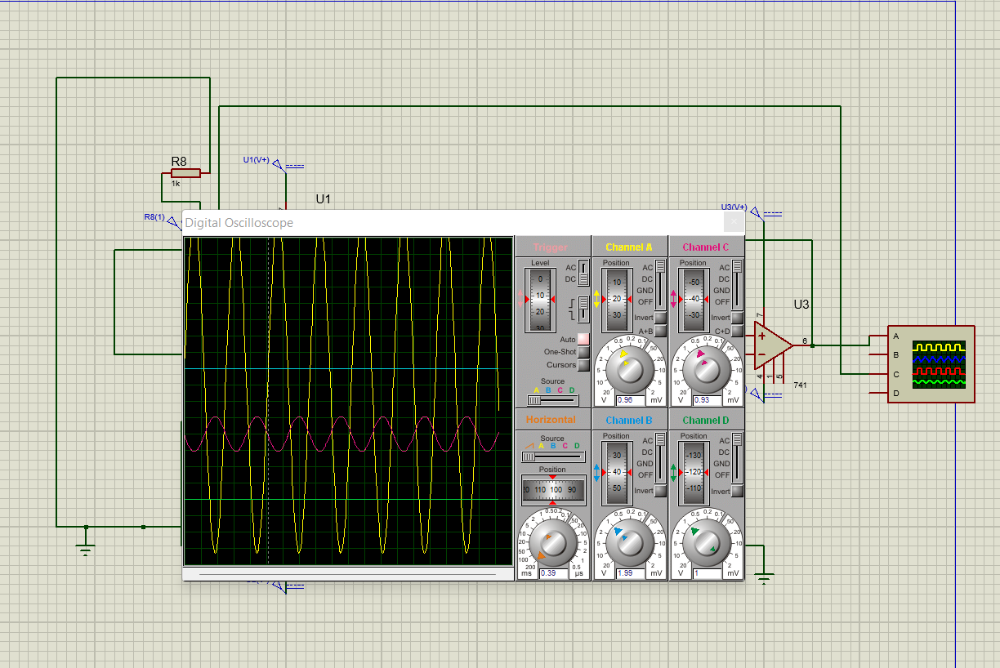 R8
1k
U1(V+)
U1
R8(1)
U3(V+)
U3
7
6
4
1
5
741
A
B
C
D
Digital Oscilloscope
Trigger
Level
0
10
20
30
AC
DC
Auto
One-Shot
Cursors
Source
A B C D
Channel A
Position
10
20
30
AC
DC
GND
OFF
Invert
A+B
0.5 0.2 0.1
1
2
5
10
20
50
20
10
5
2
V
0.96
mV
Channel C
Position
-50
-40
-30
AC
DC
GND
OFF
Invert
C+D
0.5 0.2 0.1
1
2
5
10
20
50
20
10
5
2
V
0.93
mV
Horizontal
Source
A B C D
Position
20 110 100 90
1 0.5 0.2 0.1
2
5
10
20
50
100
200
50
20
10
5
2
1
0.5
ms
0.39
µs
Channel B
Position
30
40
50
AC
DC
GND
OFF
Invert
0.5 0.2 0.1
1
2
5
10
20
50
20
10
5
2
V
1.99
mV
Channel D
Position
-130
-120
-110
AC
DC
GND
OFF
Invert
0.5 0.2 0.1
1
2
5
10
20
50
20
10
5
2
V
1
mV